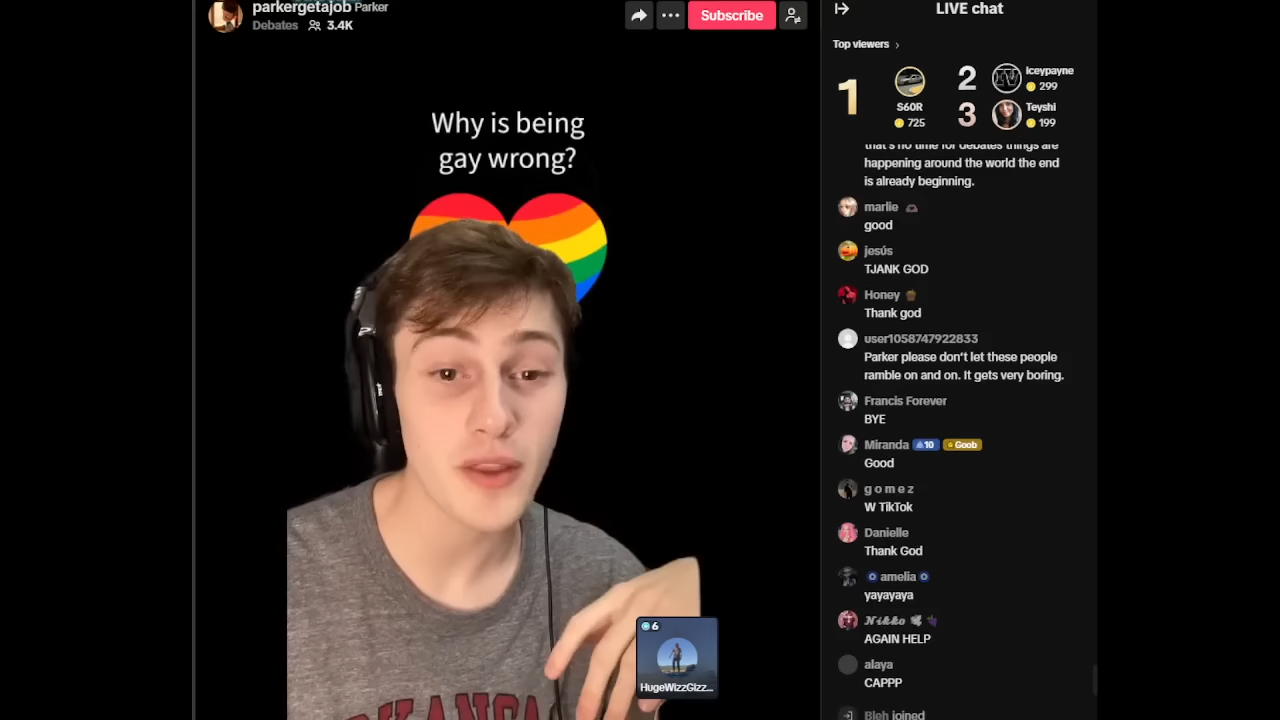 parkergetajob Parker
Debates 3.4K
Subscribe
Why is being
gay wrong?
6
HugeWizzGizz...
LIVE chat
Top viewers
1
S60R
725
2
iceypayne
299
3
Teyshi
199
that's no time for debates things are
happening around the world the end
is already beginning.
marlie
good
jesús
TJANK GOD
Honey
Thank god
user1058747922833
Parker please don't let these people
ramble on and on. It gets very boring.
Francis Forever
BYE
Miranda 10 Goob
Good
g o m e z
W TikTok
Danielle
Thank God
amelia
yayayaya
𝓝𝓲𝓴𝓴𝓸
AGAIN HELP
alaya
CAPPP
Bleh joined